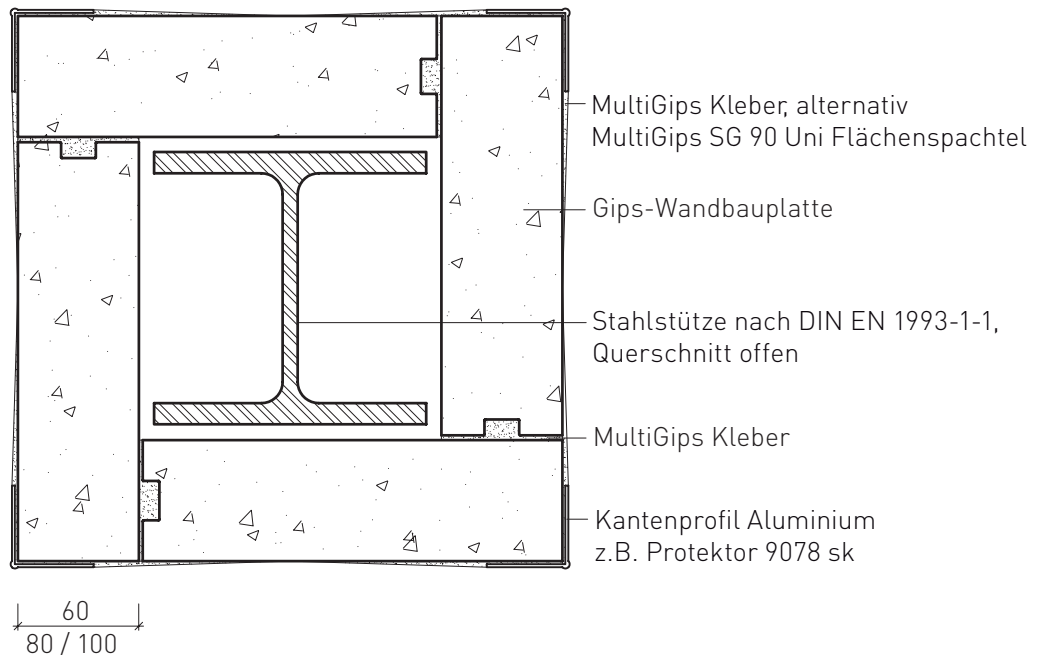 MultiGips Kleber, alternativ
MultiGips SG 90 Uni Flächenspachtel
Gips-Wandbauplatte
Stahlstütze nach DIN EN 1993-1-1,
Querschnitt offen
MultiGips Kleber
Kantenprofil Aluminium
z.B. Protektor 9078 sk
60
80 / 100